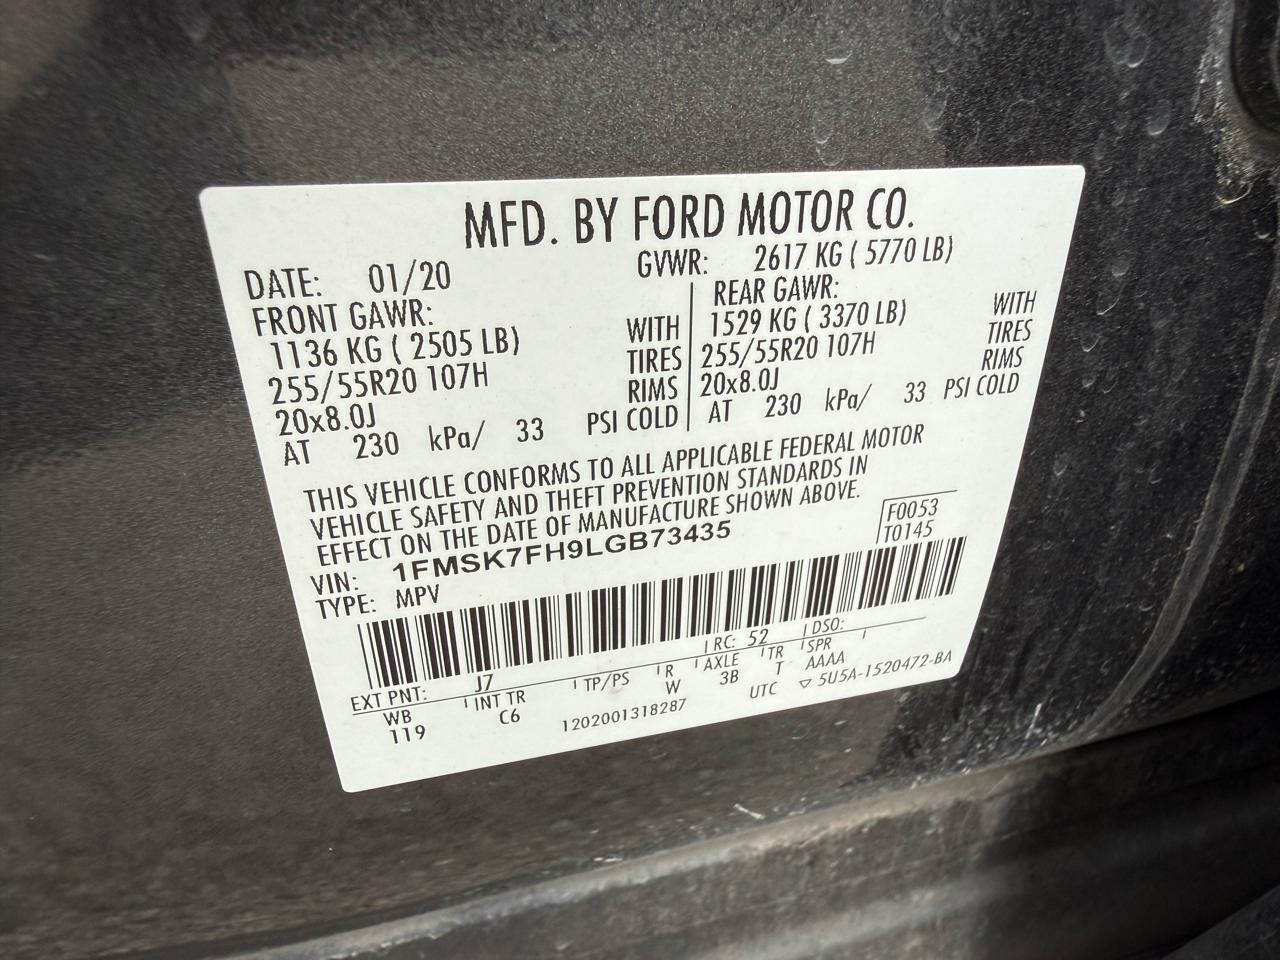 MFD. BY FORD MOTOR CO.
DATE: 01/20 GVWR: 2617 KG ( 5770 LB)
FRONT GAWR:
1136 KG ( 2505 LB) WITH
255/55R20 107H TIRES
20x8.0J RIMS
AT 230 kPa/ 33 PSI COLD
REAR GAWR:
1529 KG ( 3370 LB) WITH
255/55R20 107H TIRES
20x8.0J RIMS
AT 230 kPa/ 33 PSI COLD
THIS VEHICLE CONFORMS TO ALL APPLICABLE FEDERAL MOTOR
VEHICLE SAFETY AND THEFT PREVENTION STANDARDS IN
EFFECT ON THE DATE OF MANUFACTURE SHOWN ABOVE.
VIN: 1FMSK7FH9LGB73435
TYPE: MPV
F0053
T0145
EXT PNT: J7 RC: 52 DSO:
WB INT TR TP/PS R AXLE TR SPR
119 C6 W 3B T AAAA
1202001318287 UTC ▽ 5U5A-1520472-BA